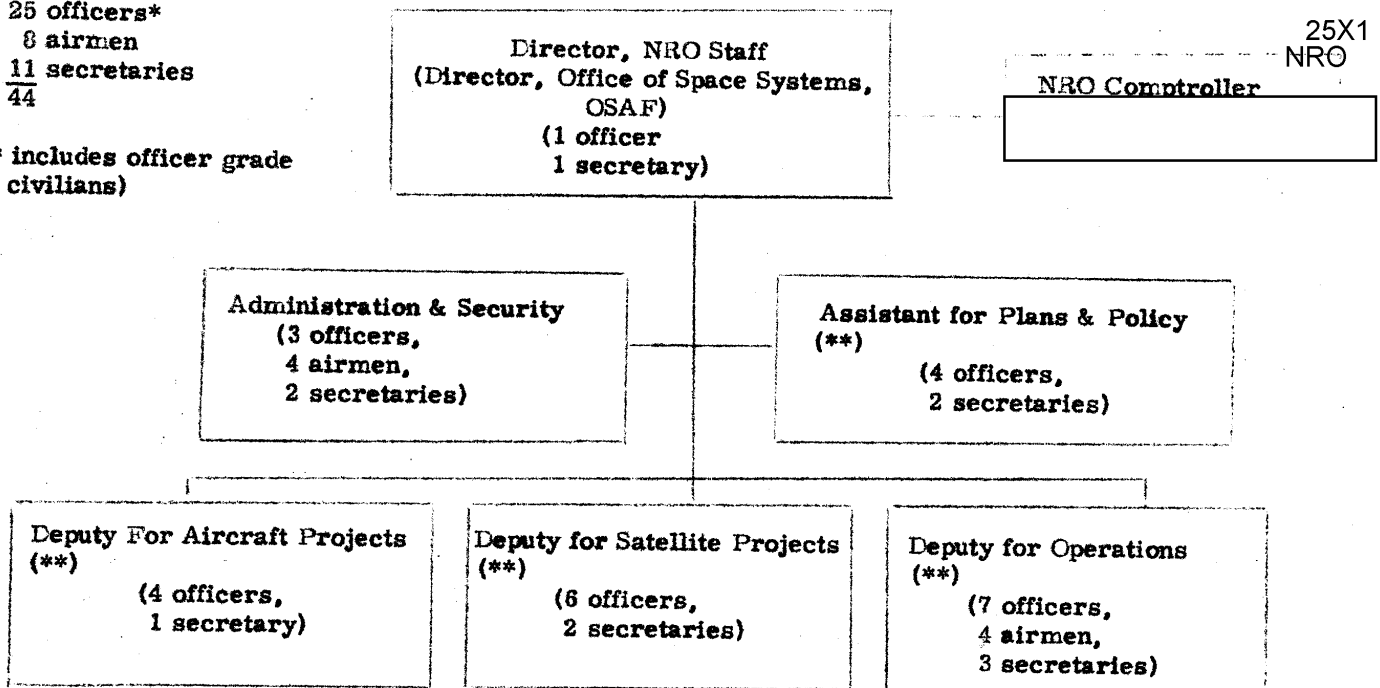 25 officers*
8 airmen
11 secretaries
44
* includes officer grade
civilians)
Director, NRO Staff
(Director, Office of Space Systems,
OSAF)
(1 officer
1 secretary)
25X1
NRO
NRO Comptroller
Administration & Security
(3 officers,
4 airmen,
2 secretaries)
Assistant for Plans & Policy
(**)
(4 officers,
2 secretaries)
Deputy For Aircraft Projects
(**)
(4 officers,
1 secretary)
Deputy for Satellite Projects
(**)
(6 officers,
2 secretaries)
Deputy for Operations
(**)
(7 officers,
4 airmen,
3 secretaries)